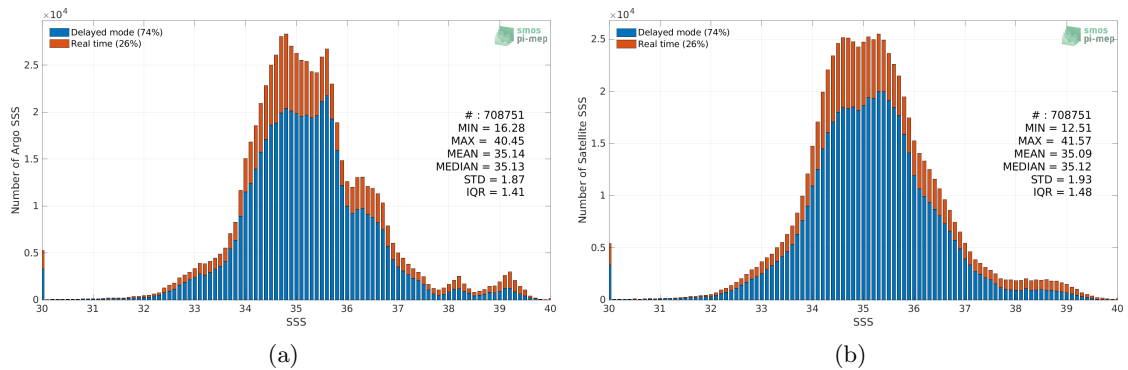 ×10⁴
Delayed mode (74%)
Real time (26%)
smos
pi-mep
# : 708751
MIN = 16.28
MAX = 40.45
MEAN = 35.14
MEDIAN = 35.13
STD = 1.87
IQR = 1.41
Number of Argo SSS
2.5
2
1.5
1
0.5
0
30 31 32 33 34 35 36 37 38 39 40
SSS
(a)
×10⁴
Delayed mode (74%)
Real time (26%)
smos
pi-mep
# : 708751
MIN = 12.51
MAX = 41.57
MEAN = 35.09
MEDIAN = 35.12
STD = 1.93
IQR = 1.48
Number of Satellite SSS
2.5
2
1.5
1
0.5
0
30 31 32 33 34 35 36 37 38 39 40
SSS
(b)